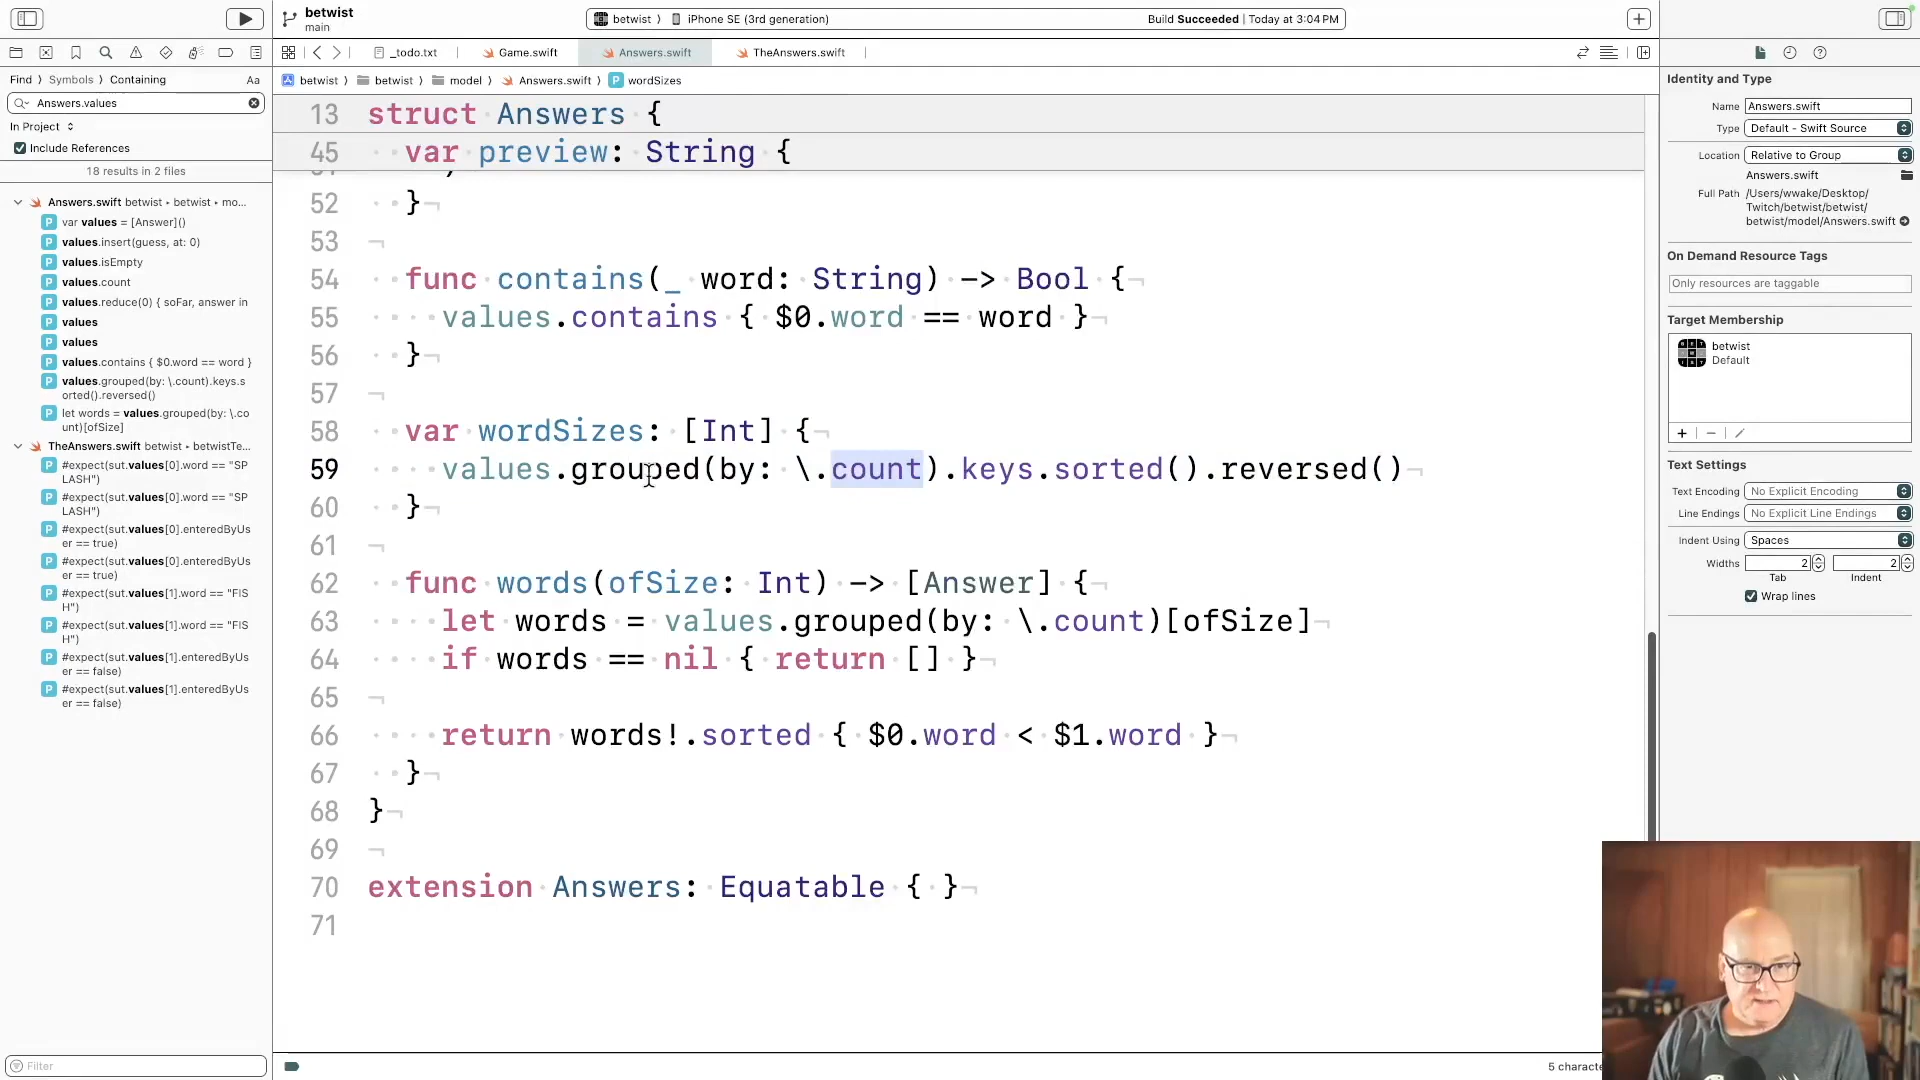 betwist
main
betwist
iPhone SE (3rd generation)
Build Succeeded | Today at 3:04 PM
_todo.txt
Game.swift
Answers.swift
TheAnswers.swift
Find
Symbols
Containing
Aa
betwist
betwist
model
Answers.swift
P wordSizes
Answers.values
In Project
Include References
18 results in 2 files
Answers.swift betwist • betwist • mo...
P var values = [Answer]()
P values.insert(guess, at: 0)
P values.isEmpty
P values.count
P values.reduce(0) { soFar, answer in
P values
P values
P values.contains { $0.word == word }
P values.grouped(by: \.count).keys.s
orted().reversed()
P let words = values.grouped(by: \.co
unt)[ofSize]
TheAnswers.swift betwist • betwistTe...
P #expect(sut.values[0].word == "SP
LASH")
P #expect(sut.values[0].word == "SP
LASH")
P #expect(sut.values[0].enteredByUs
er == true)
P #expect(sut.values[0].enteredByUs
er == true)
P #expect(sut.values[1].word == "FIS
H")
P #expect(sut.values[1].word == "FIS
H")
P #expect(sut.values[1].enteredByUs
er == false)
P #expect(sut.values[1].enteredByUs
er == false)
Filter
13 struct Answers {
45 var preview: String {
52 }
53
54 func contains(_ word: String) -> Bool {
55 values.contains { $0.word == word }
56 }
57
58 var wordSizes: [Int] {
59 values.grouped(by: \.count).keys.sorted().reversed()
60 }
61
62 func words(ofSize: Int) -> [Answer] {
63 let words = values.grouped(by: \.count)[ofSize]
64 if words == nil { return [] }
65
66 return words!.sorted { $0.word < $1.word }
67 }
68 }
69
70 extension Answers: Equatable { }
71
5 characte
Identity and Type
Name Answers.swift
Type Default - Swift Source
Location Relative to Group
Answers.swift
Full Path /Users/wwake/Desktop/
Twitch/betwist/betwist/
betwist/model/Answers.swift
On Demand Resource Tags
Only resources are taggable
Target Membership
betwist
Default
Text Settings
Text Encoding No Explicit Encoding
Line Endings No Explicit Line Endings
Indent Using Spaces
Widths 2 2
Tab Indent
Wrap lines